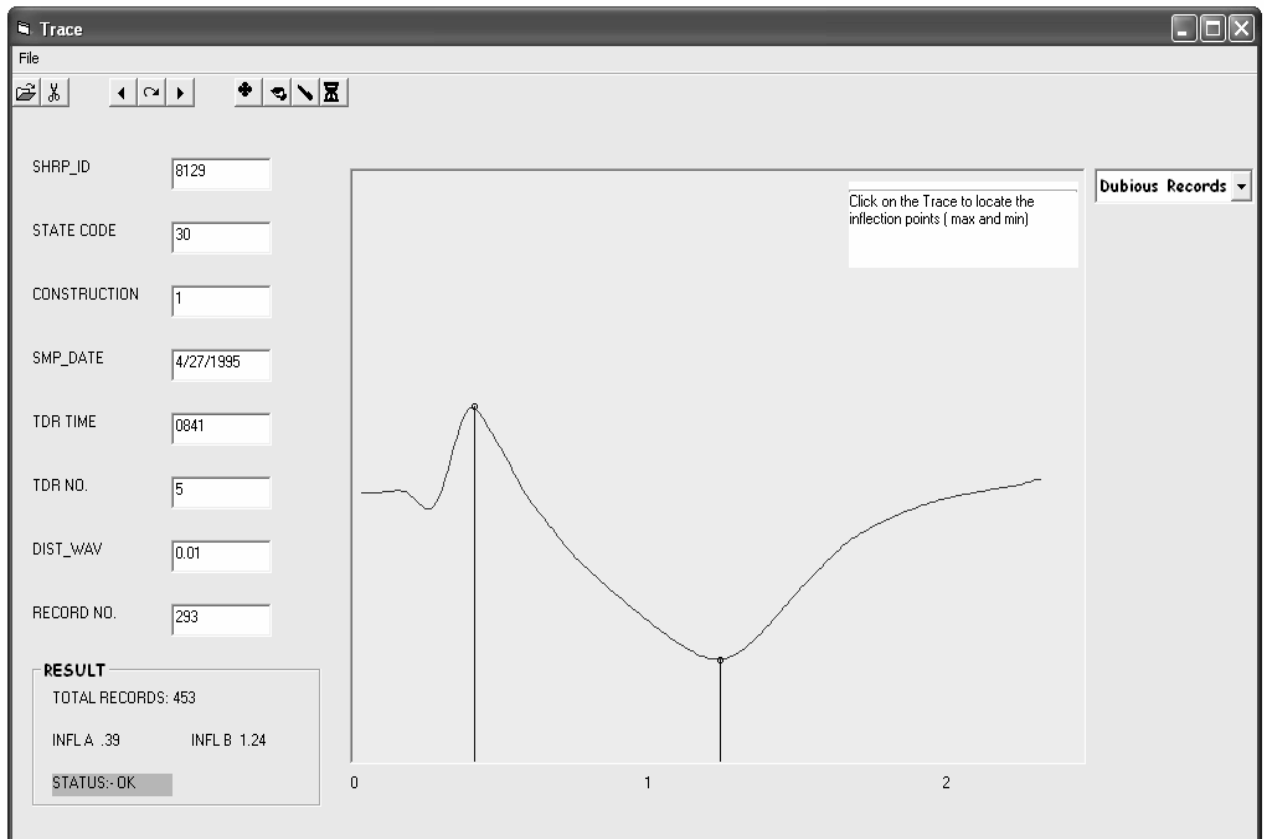 Trace
File
SHRP_ID 8129
STATE CODE 30
CONSTRUCTION 1
SMP_DATE 4/27/1995
TDR TIME 0841
TDR NO. 5
DIST_WAV 0.01
RECORD NO. 293
RESULT
TOTAL RECORDS: 453
INFL A .39 INFL B 1.24
STATUS:- OK
Click on the Trace to locate the
inflection points ( max and min)
0 1 2
Dubious Records